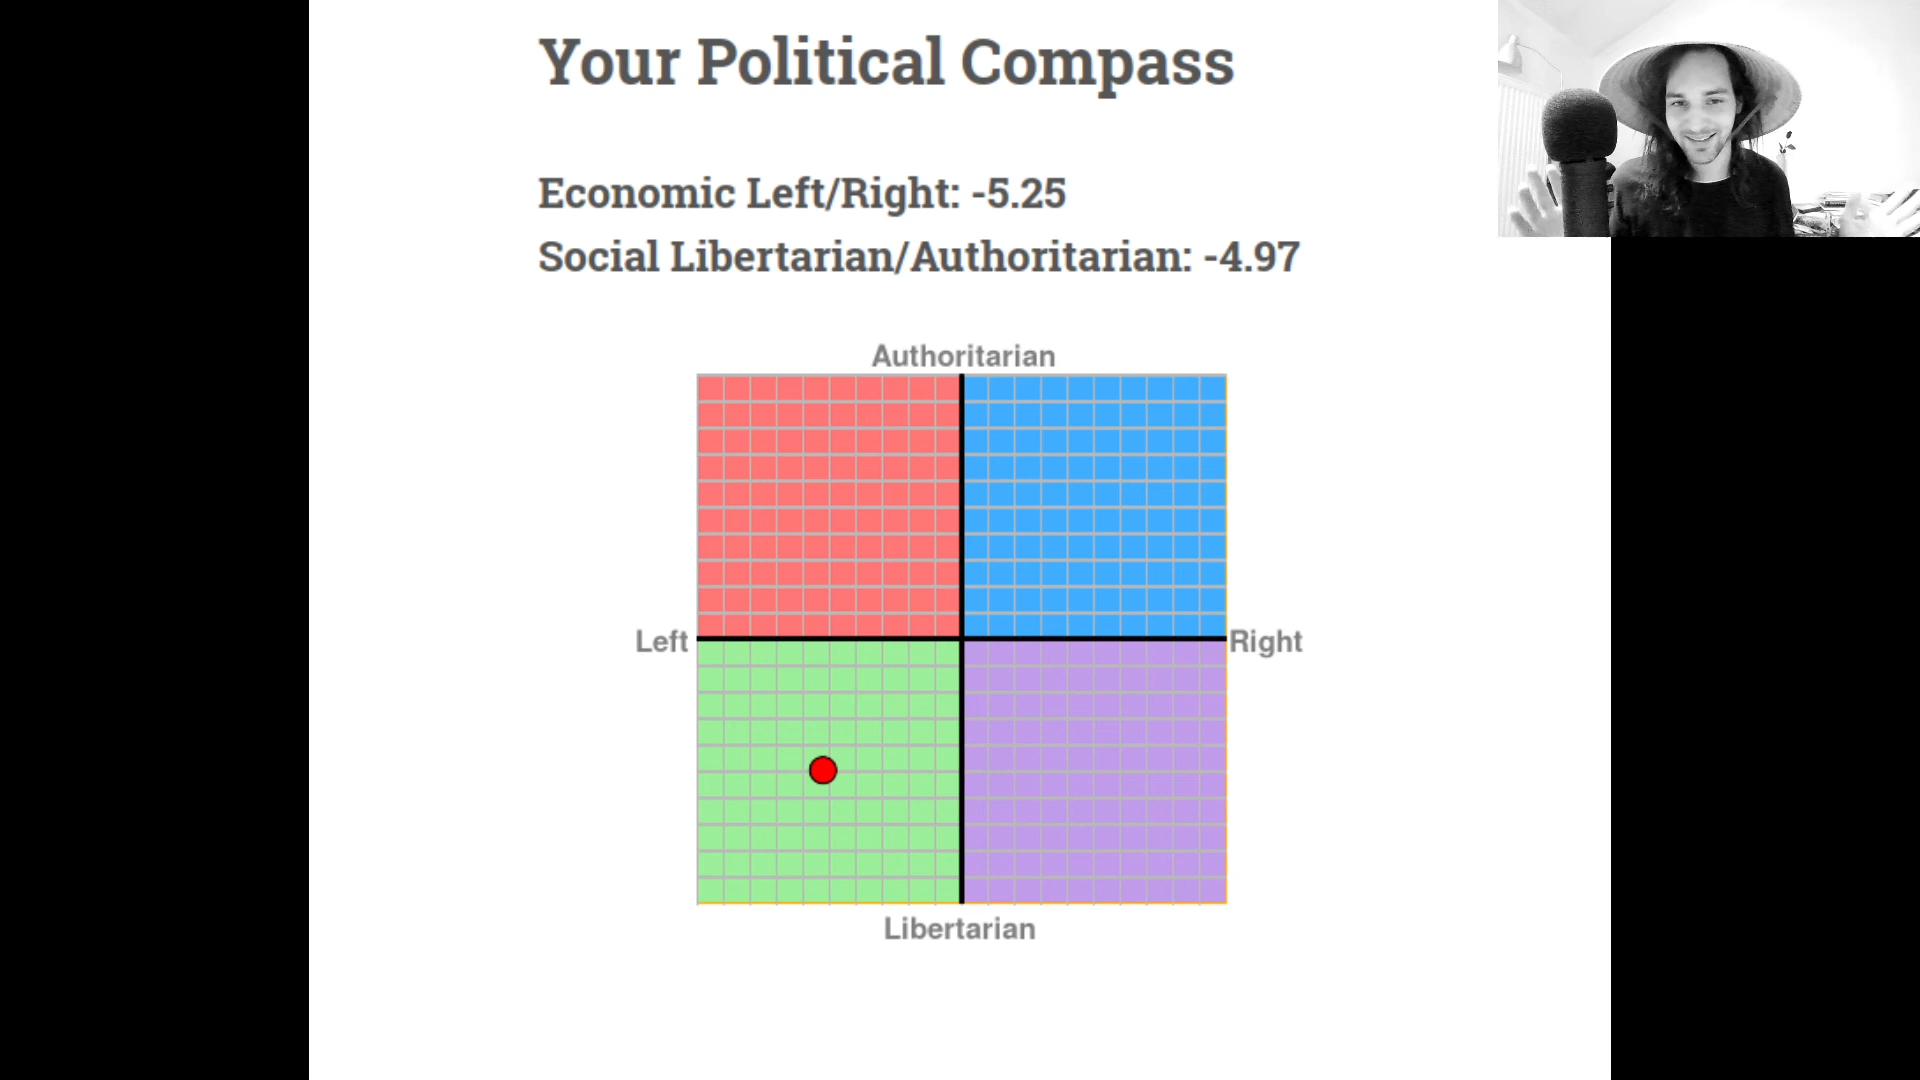 Your Political Compass
Economic Left/Right: -5.25
Social Libertarian/Authoritarian: -4.97
Authoritarian
Left
Right
Libertarian